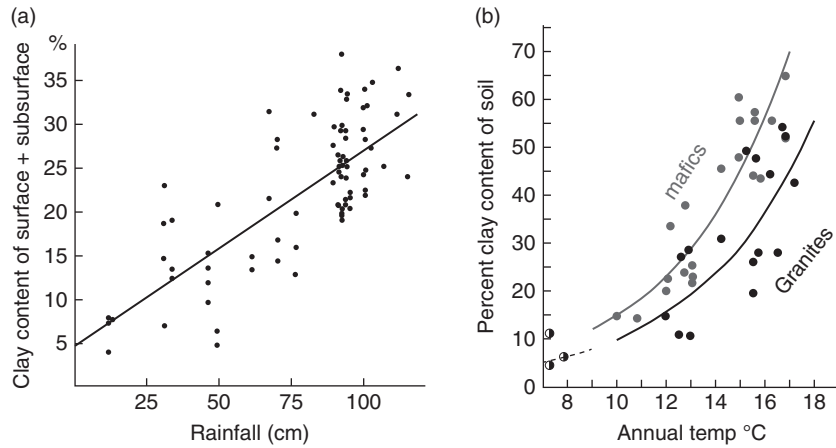 (a)
%
35
30
25
20
15
10
5
Clay content of surface + subsurface
25 50 75 100
Rainfall (cm)
(b)
70
60
50
40
30
20
10
0
Percent clay content of soil
mafics
Granites
8 10 12 14 16 18
Annual temp °C